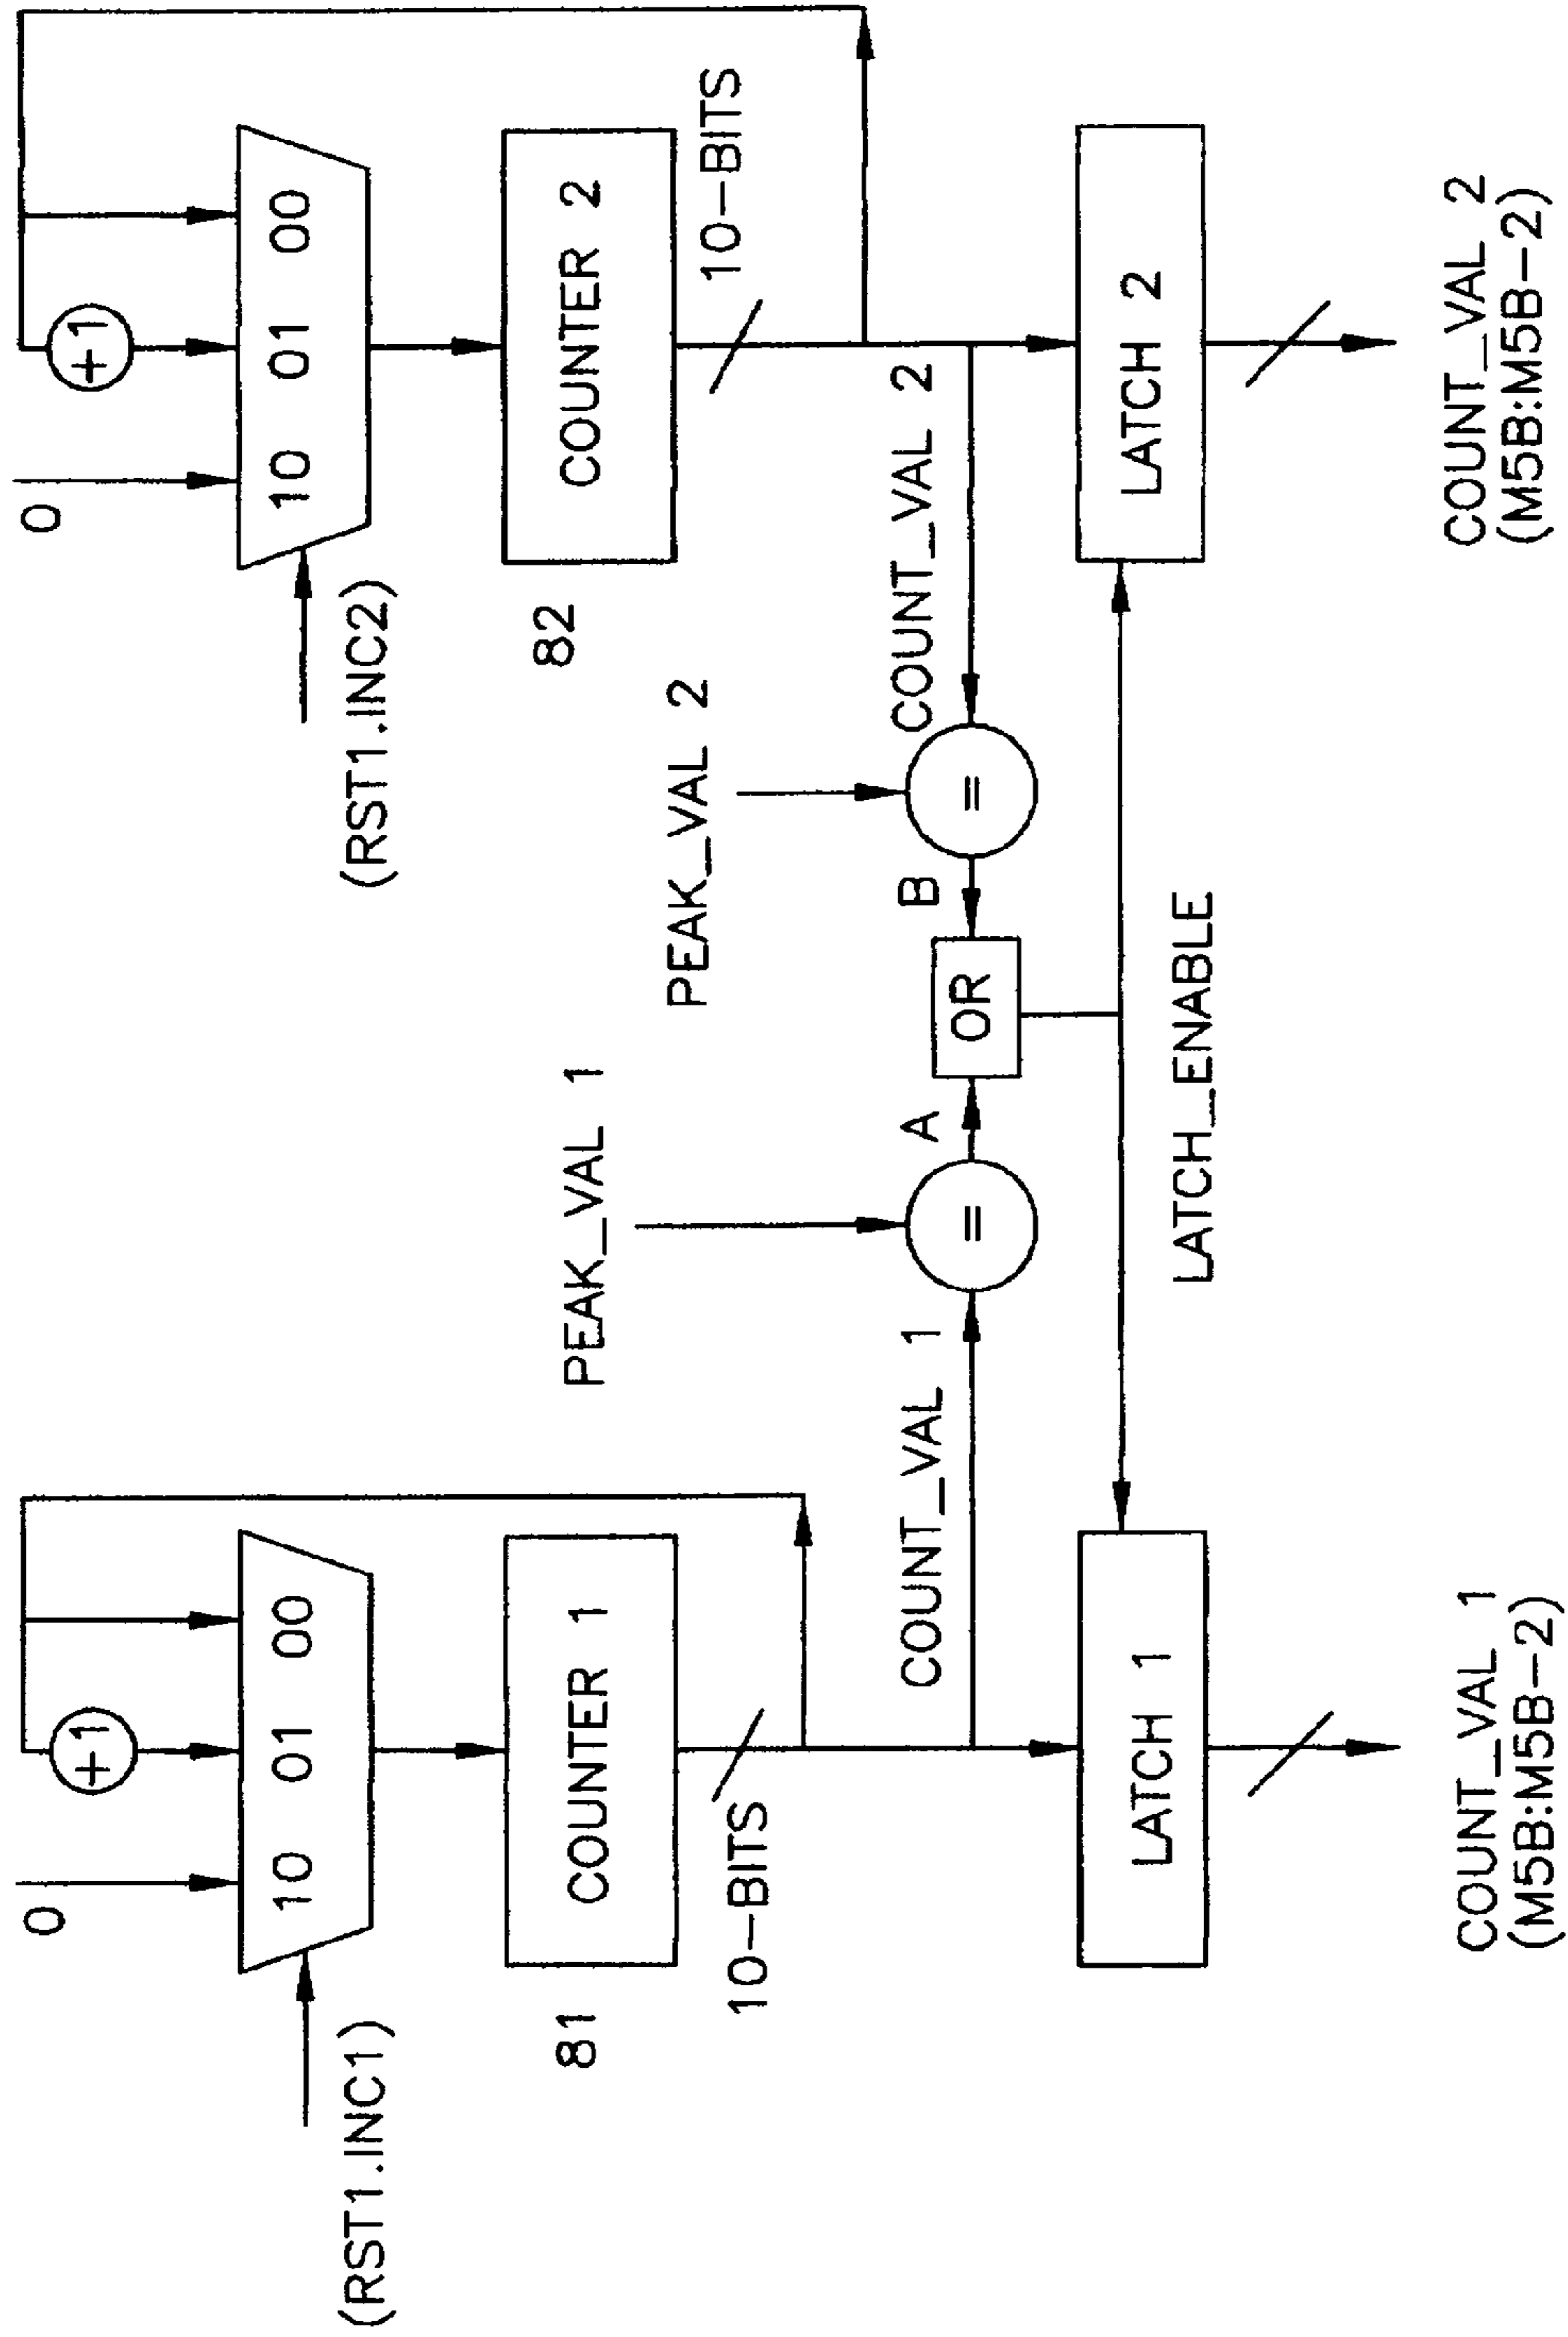 0
0
+1
+1
10 01 00
10 01 00
(RST1.INC1)
(RST1.INC2)
81
COUNTER 1
82
COUNTER 2
PEAK_VAL 1
PEAK_VAL 2
10-BITS
10-BITS
COUNT_VAL 1
A
B
COUNT_VAL 2
=
OR
=
LATCH 1
LATCH_ENABLE
LATCH 2
COUNT_VAL 1
(M5B:M5B-2)
COUNT_VAL 2
(M5B:M5B-2)